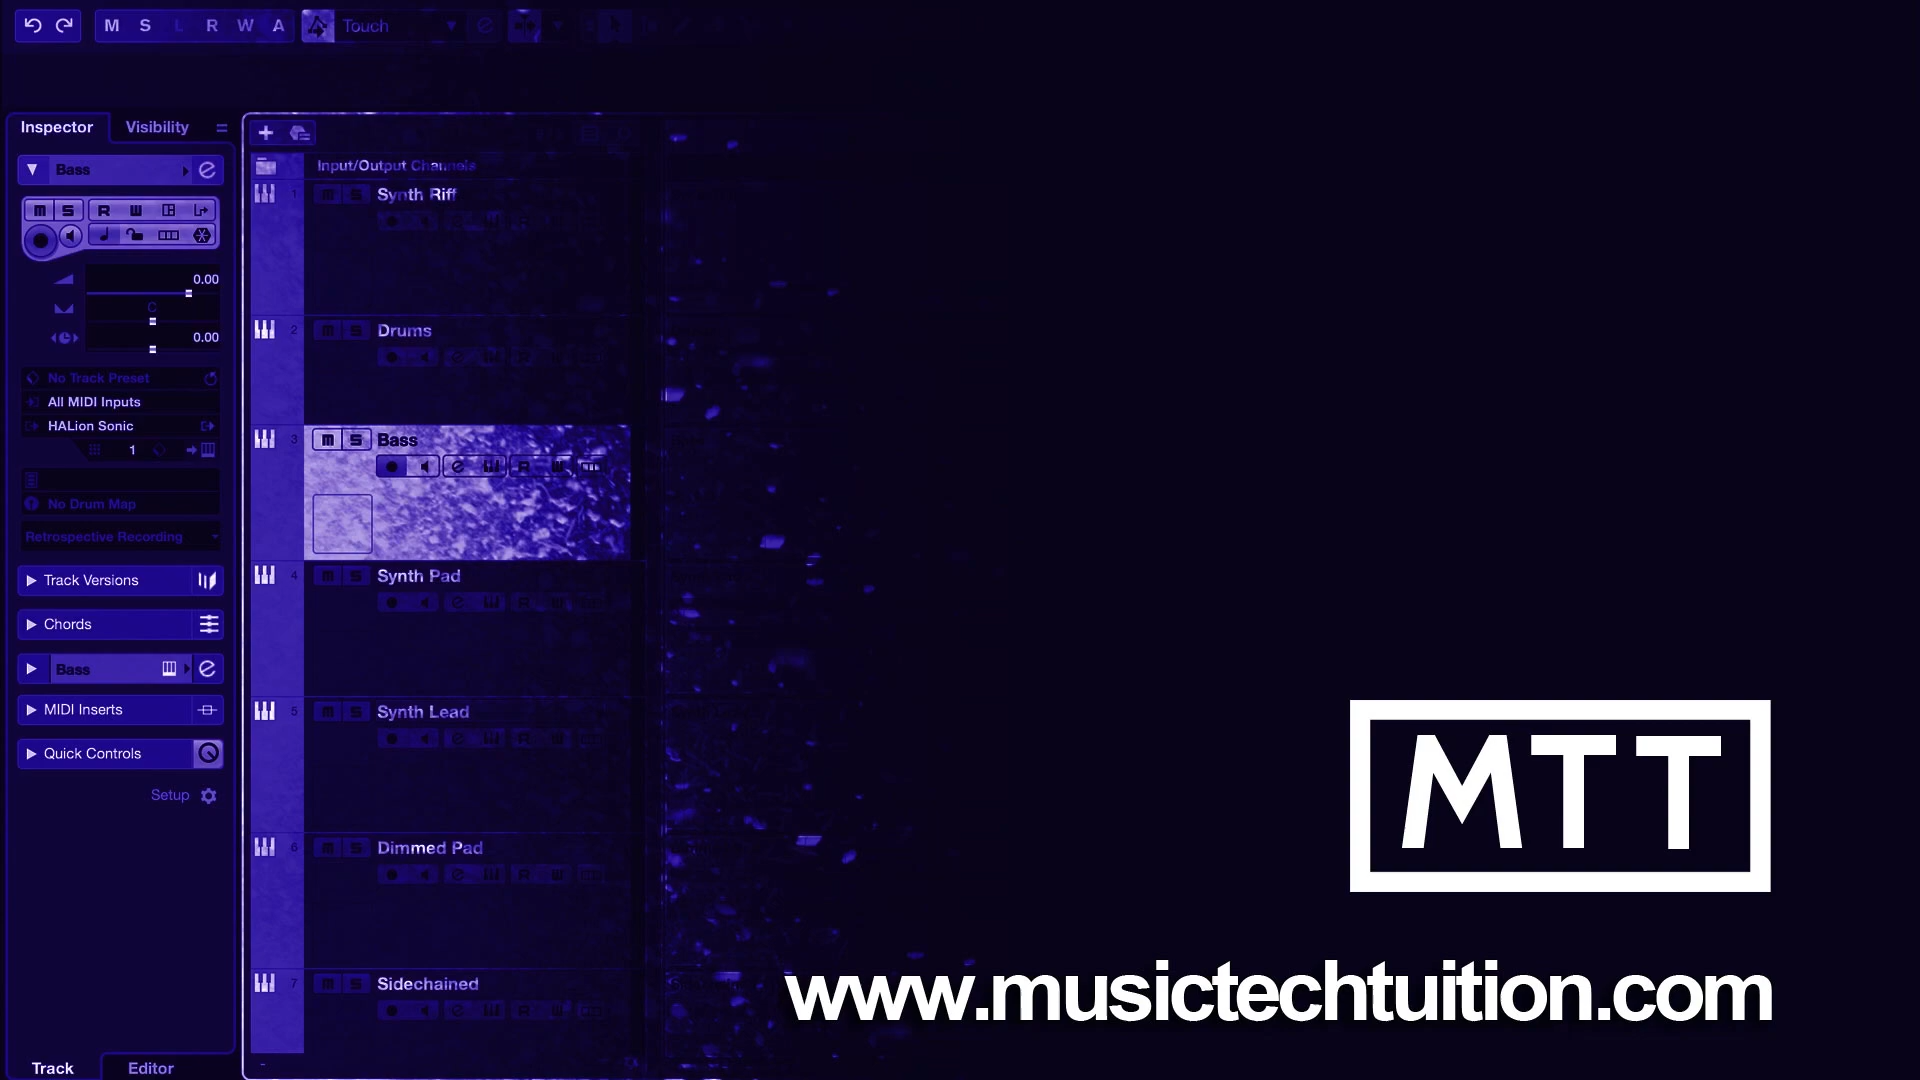 M S L R W A Touch
Inspector Visibility
Bass
M S R W
0.00
C
0.00
No Track Preset
All MIDI Inputs
HALion Sonic
1
No Drum Map
Retrospective Recording
Track Versions
Chords
Bass
MIDI Inserts
Quick Controls
Setup
Track Editor
Input/Output Channels
1 M S Synth Riff
2 M S Drums
R W
3 M S Bass
R W
4 M S Synth Pad
R W
5 M S Synth Lead
R W
6 M S Dimmed Pad
R W
7 M S Sidechained
R W
MTT
www.musictechtuition.com